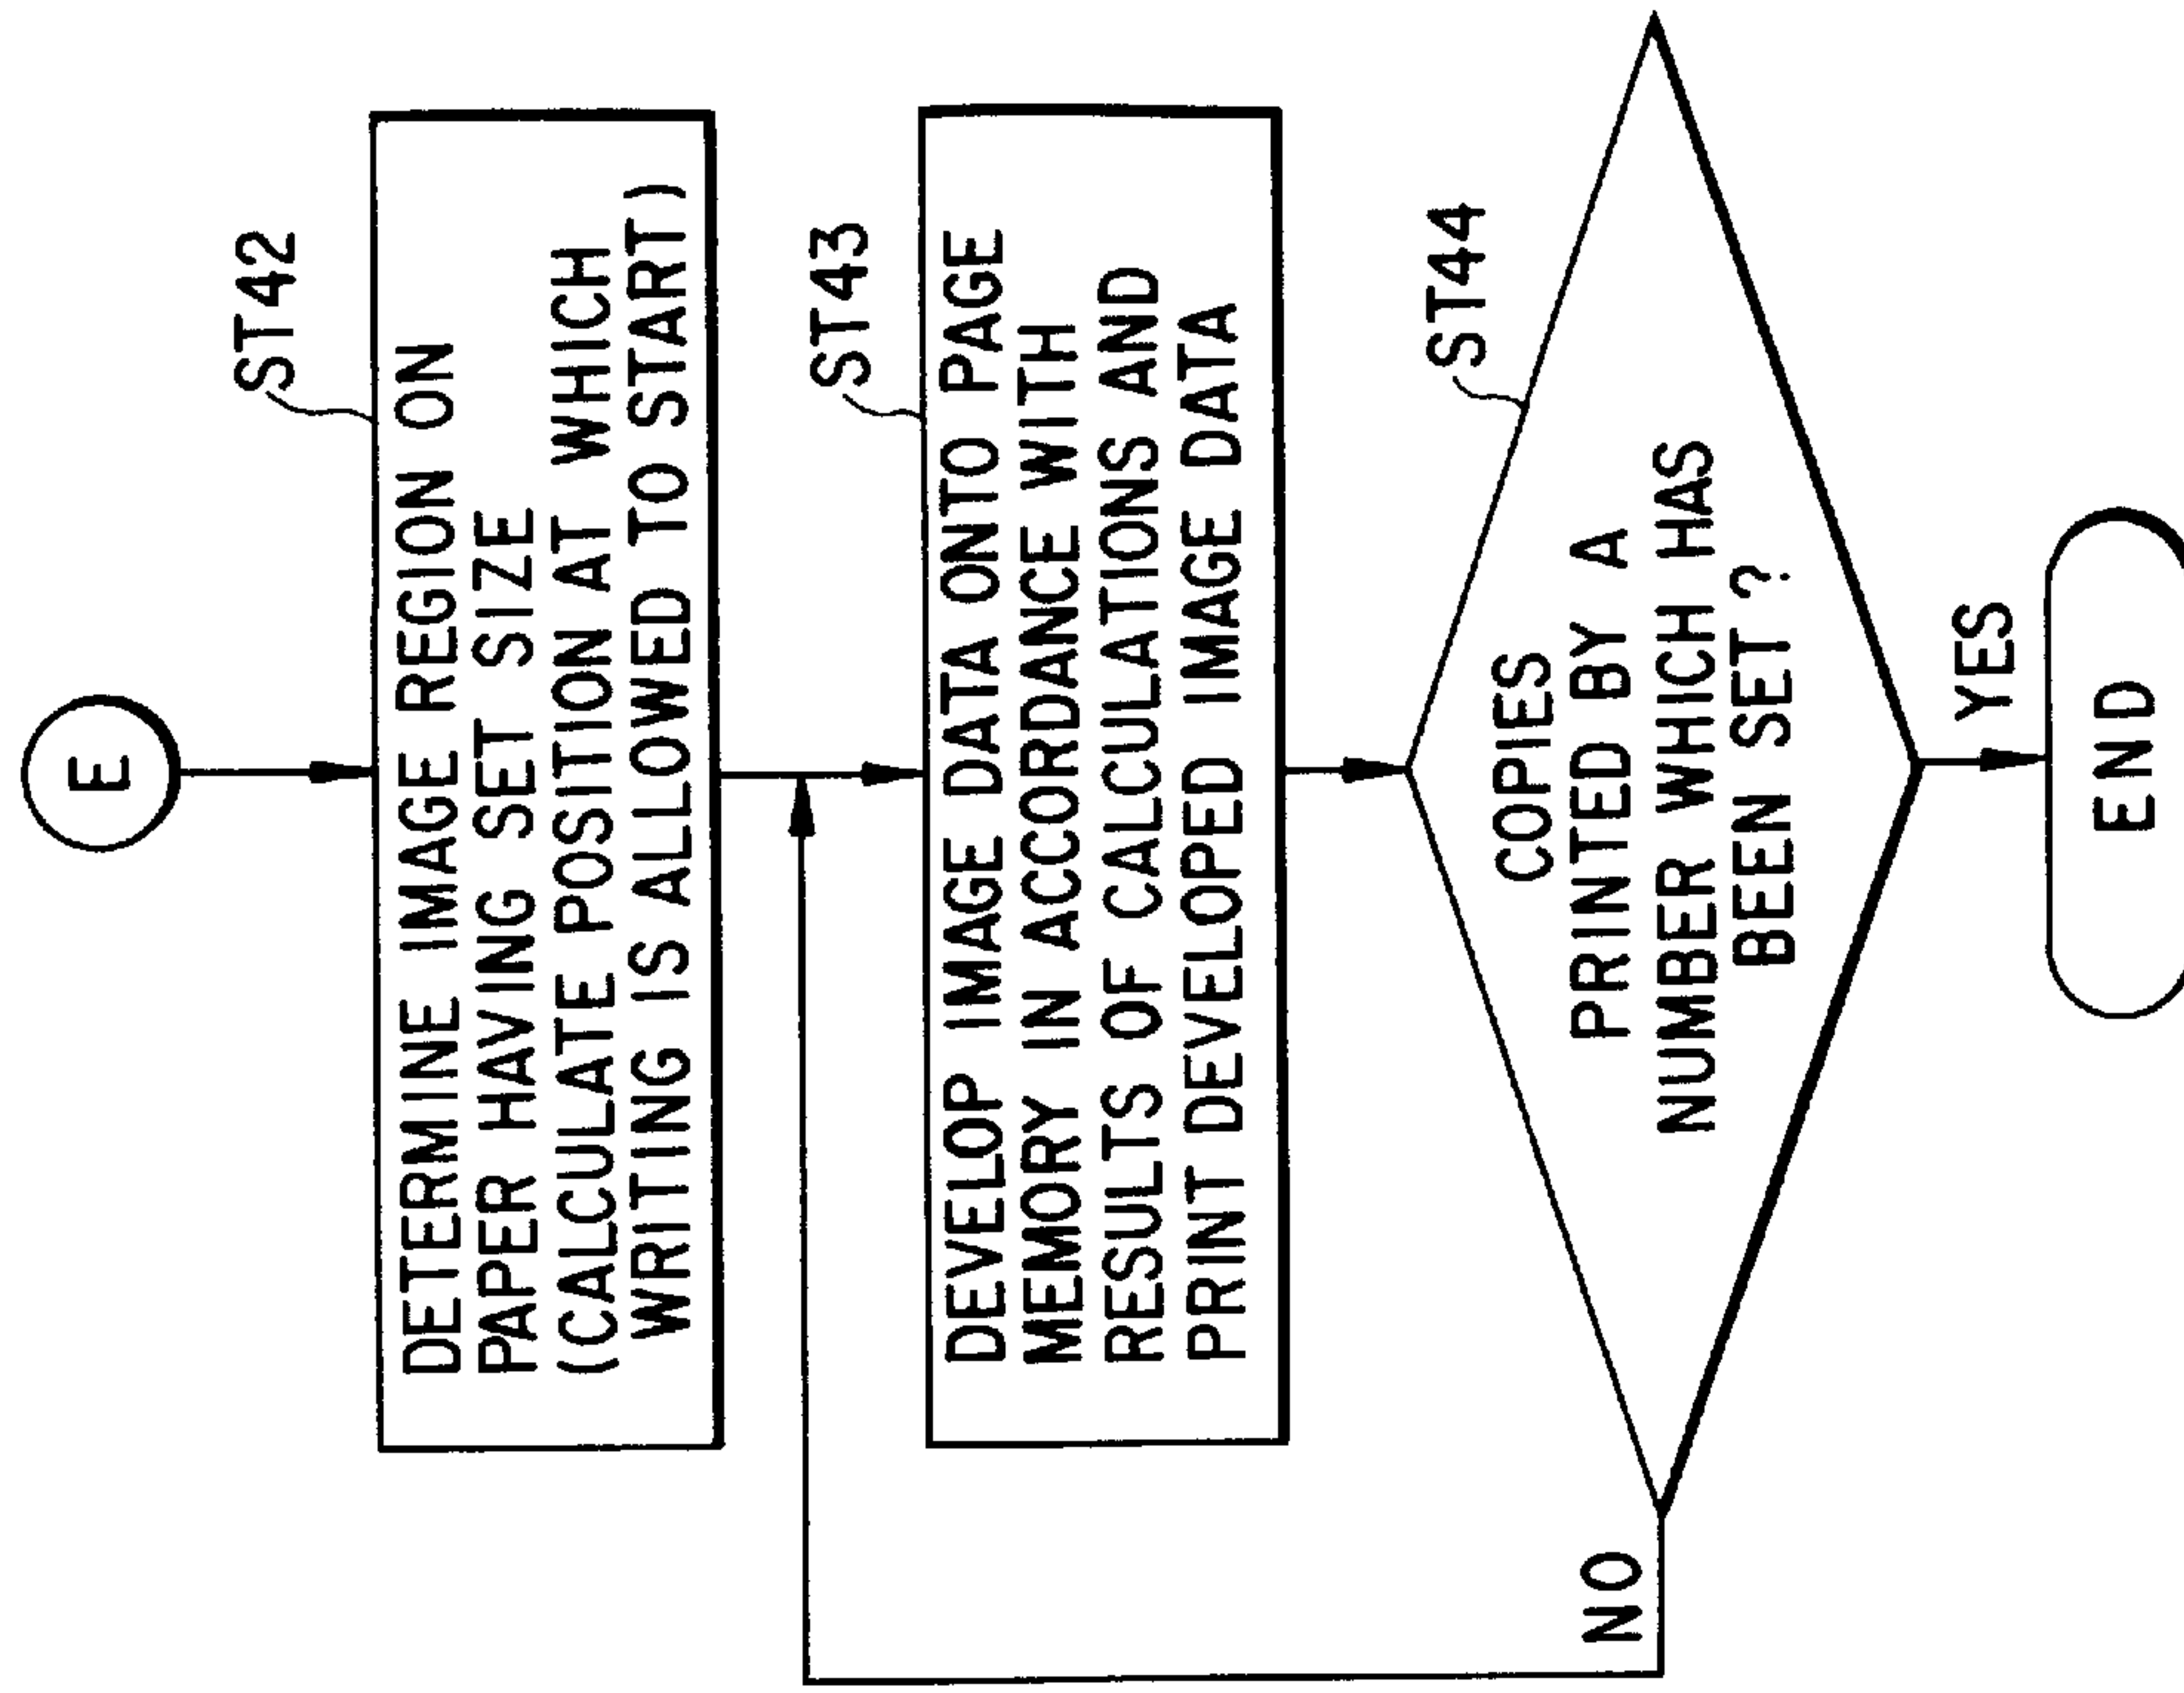 E
ST42
DETERMINE IMAGE REGION ON
PAPER HAVING SET SIZE
(CALCULATE POSITION AT WHICH
WRITING IS ALLOWED TO START)
ST43
DEVELOP IMAGE DATA ONTO PAGE
MEMORY IN ACCORDANCE WITH
RESULTS OF CALCULATIONS AND
PRINT DEVELOPED IMAGE DATA
ST44
COPIES
PRINTED BY A
NUMBER WHICH HAS
BEEN SET ?
NO
YES
END